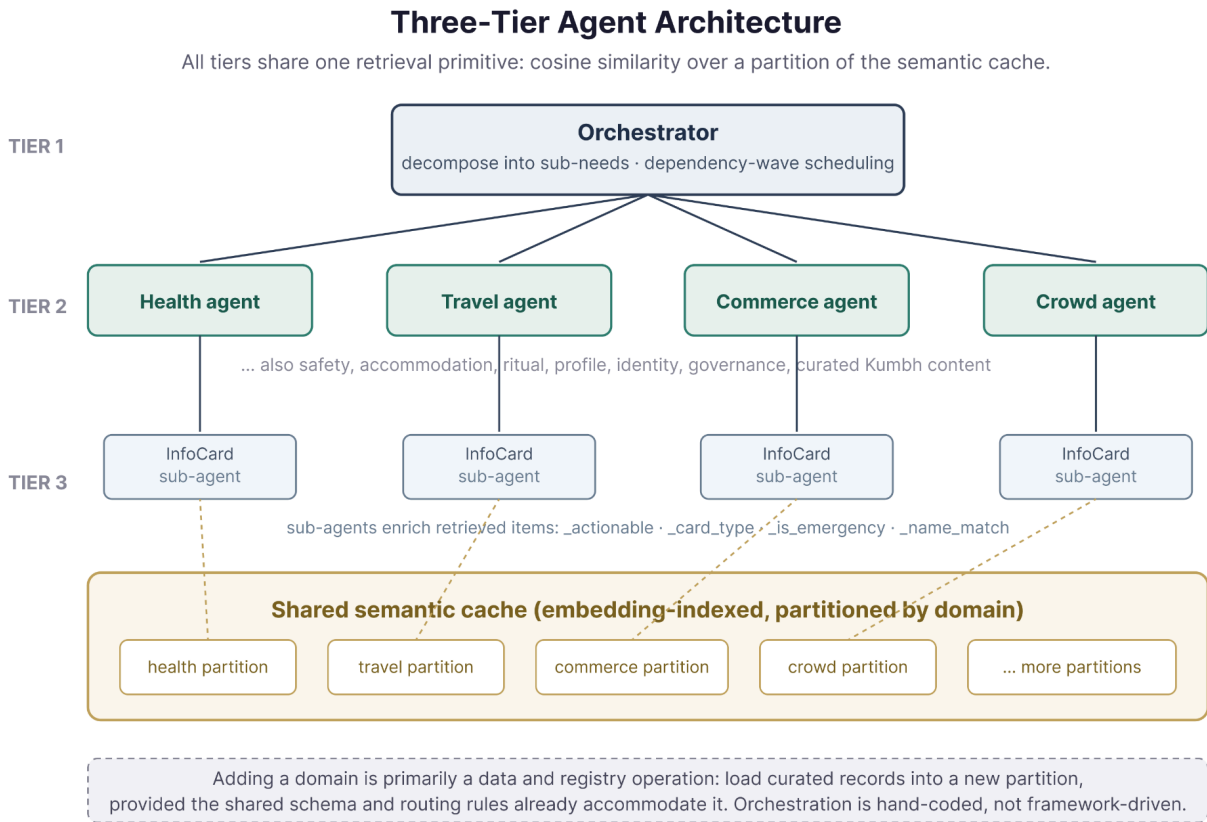 Three-Tier Agent Architecture
All tiers share one retrieval primitive: cosine similarity over a partition of the semantic cache.
TIER 1
Orchestrator
decompose into sub-needs · dependency-wave scheduling
TIER 2
Health agent
Travel agent
Commerce agent
Crowd agent
... also safety, accommodation, ritual, profile, identity, governance, curated Kumbh content
TIER 3
InfoCard
sub-agent
InfoCard
sub-agent
InfoCard
sub-agent
InfoCard
sub-agent
sub-agents enrich retrieved items: _actionable · _card_type · _is_emergency · _name_match
Shared semantic cache (embedding-indexed, partitioned by domain)
health partition
travel partition
commerce partition
crowd partition
... more partitions
Adding a domain is primarily a data and registry operation: load curated records into a new partition,
provided the shared schema and routing rules already accommodate it. Orchestration is hand-coded, not framework-driven.